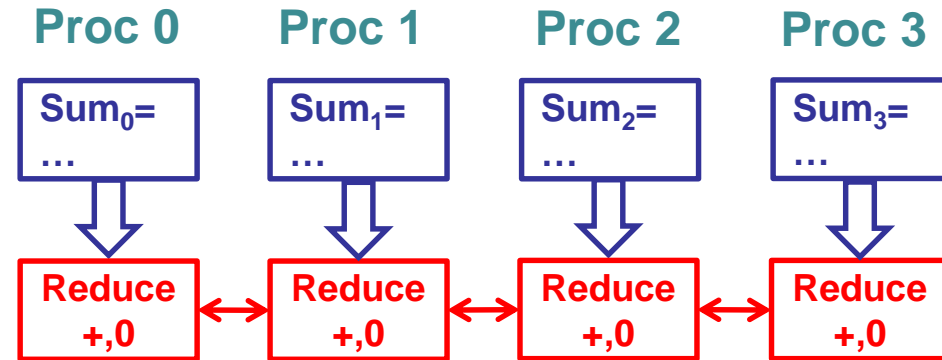 Proc 0 Proc 1 Proc 2 Proc 3
Sum₀= Sum₁= Sum₂= Sum₃=
… … … …
Reduce Reduce Reduce Reduce
+,0 +,0 +,0 +,0